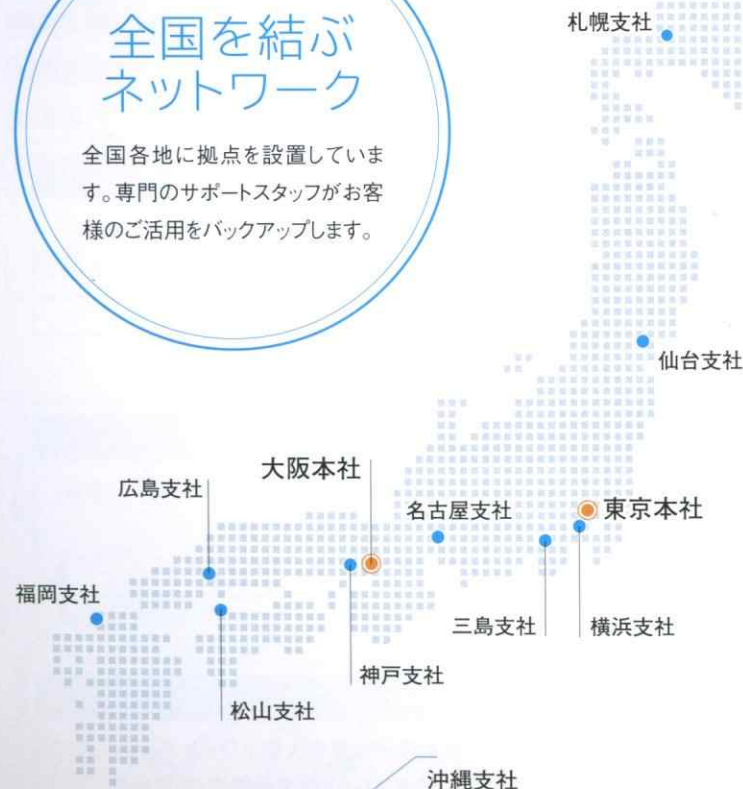 全国を結ぶ
ネットワーク
全国各地に拠点を設置していま
す。専門のサポートスタッフがお客
様のご活用をバックアップします。
札幌支社
仙台支社
大阪本社
広島支社
名古屋支社
東京本社
福岡支社
三島支社
横浜支社
神戸支社
松山支社
沖縄支社